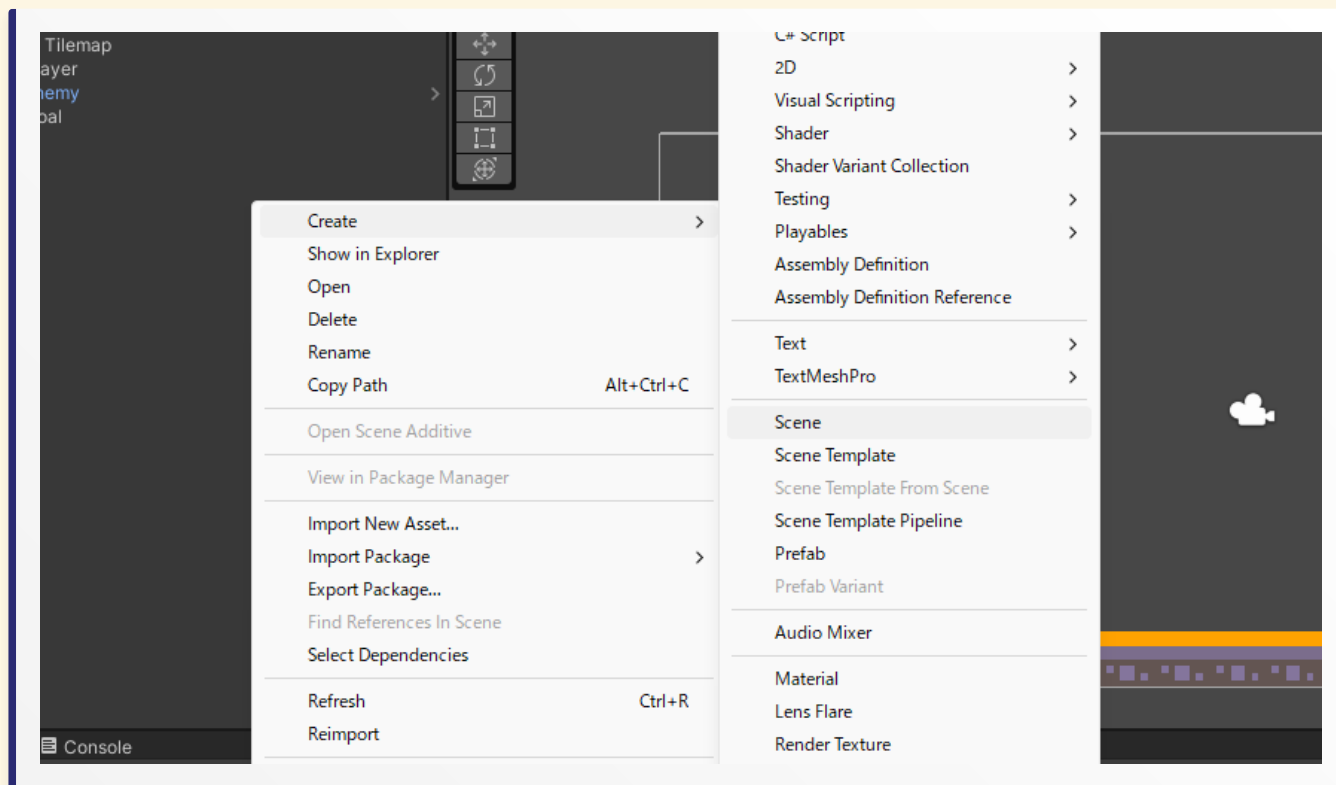 Tilemap
ayer
nemy
oal
Create
Show in Explorer
Open
Delete
Rename
Copy Path Alt+Ctrl+C
Open Scene Additive
View in Package Manager
Import New Asset...
Import Package
Export Package...
Find References In Scene
Select Dependencies
Refresh Ctrl+R
Reimport
Console
C# Script
2D
Visual Scripting
Shader
Shader Variant Collection
Testing
Playables
Assembly Definition
Assembly Definition Reference
Text
TextMeshPro
Scene
Scene Template
Scene Template From Scene
Scene Template Pipeline
Prefab
Prefab Variant
Audio Mixer
Material
Lens Flare
Render Texture